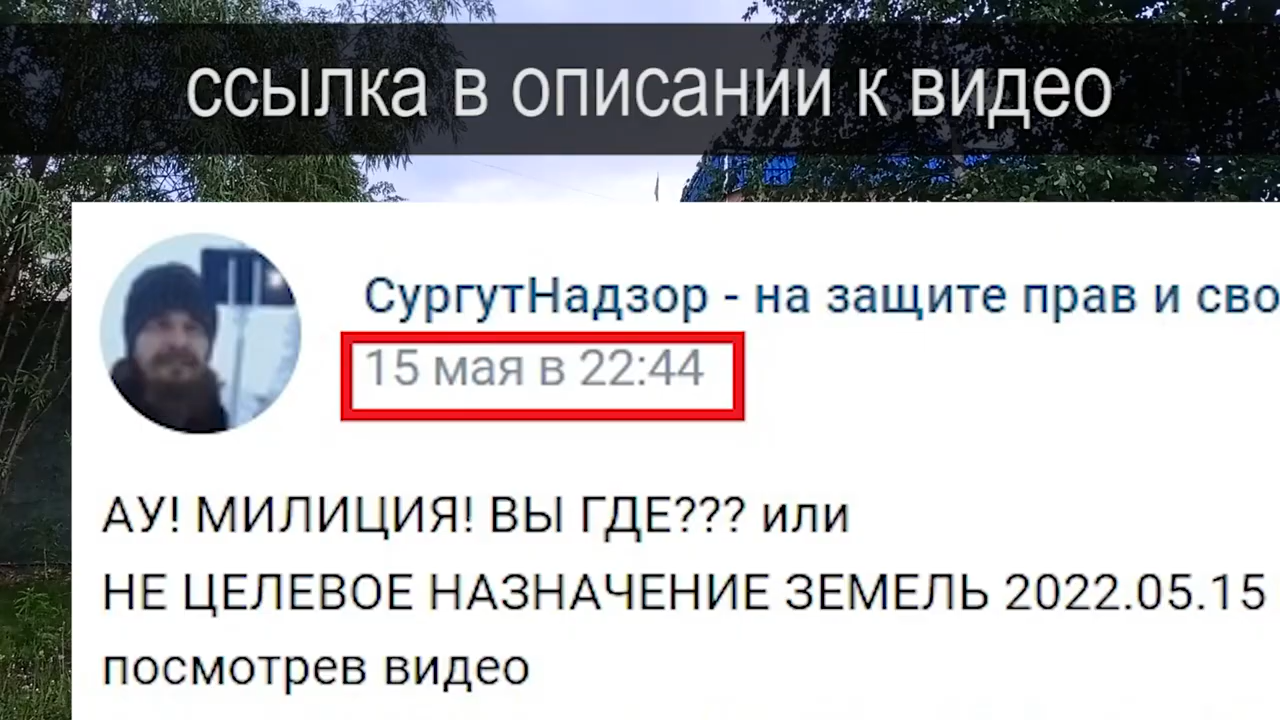 ссылка в описании к видео
СургутНадзор - на защите прав и сво
15 мая в 22:44
АУ! МИЛИЦИЯ! ВЫ ГДЕ??? или
НЕ ЦЕЛЕВОЕ НАЗНАЧЕНИЕ ЗЕМЕЛЬ 2022.05.15
посмотрев видео